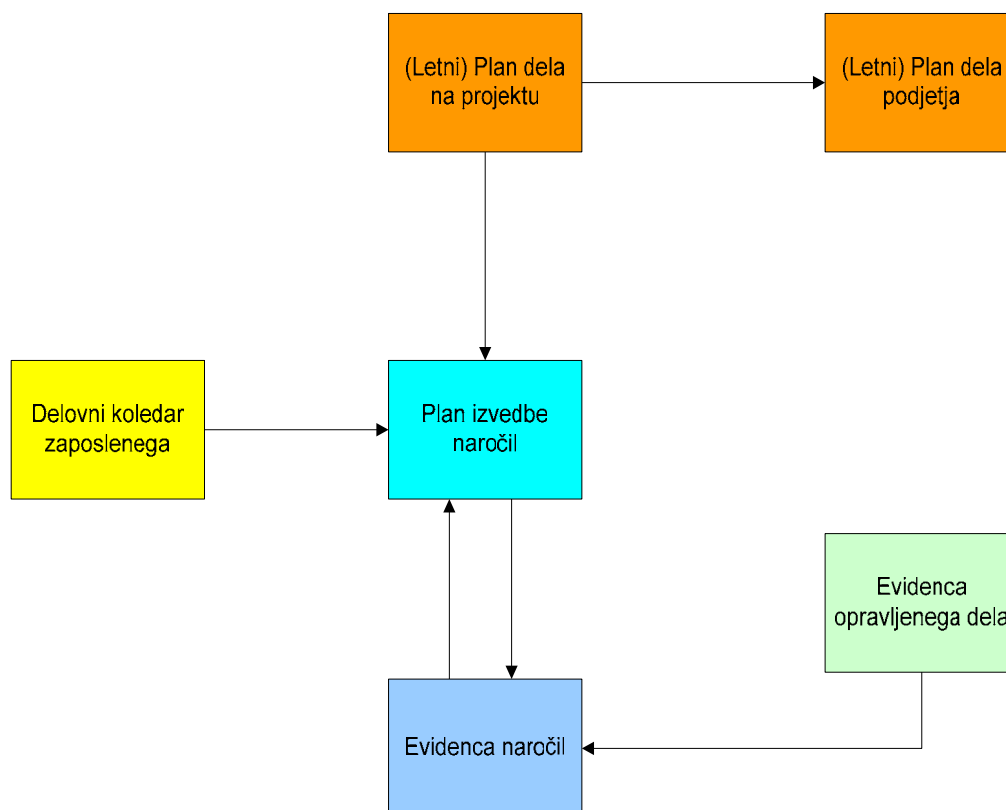 (Letni) Plan dela
na projektu
(Letni) Plan dela
podjetja
Delovni koledar
zaposlenega
Plan izvedbe
naročil
Evidenca
opravljenega dela
Evidenca naročil